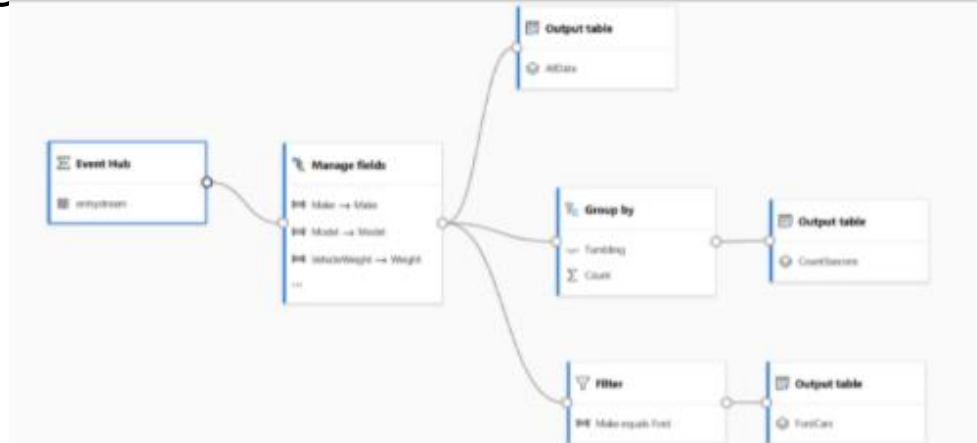 Output table
AllData
Event Hub
entrystream
Manage fields
Make → Make
Model → Model
VehicleWeight → Weight
...
Group by
Tumbling
Count
Output table
Filter
Make equals Ford
Output table
FordCars